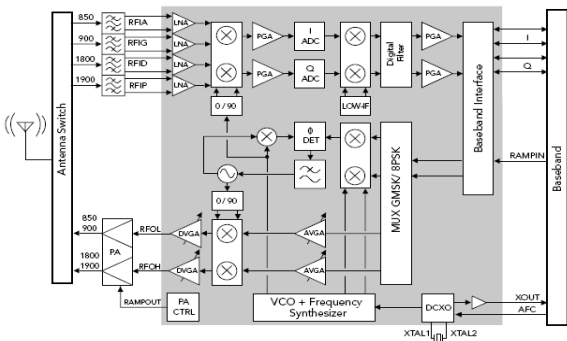 850
RFIA
LNA
900
RFIG
LNA
1800
RFID
LNA
1900
RFIP
LNA
PGA
I
ADC
PGA
Q
ADC
PGA
PGA
Digital
Filter
0 / 90
LOW-IF
I
Q
Baseband Interface
Antenna Switch
Baseband
ϕ
DET
MUX GMSK/ 8PSK
RAMPIN
0 / 90
850
900
RFOL
DVGA
AVGA
1800
1900
PA
RFOH
DVGA
AVGA
RAMPOUT
PA
CTRL
VCO + Frequency
Synthesizer
DCXO
XOUT
AFC
XTAL1
XTAL2